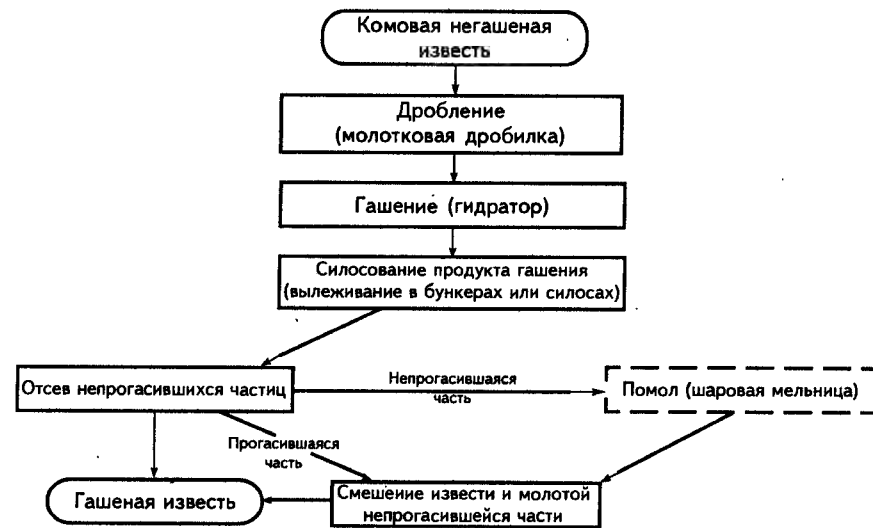 Комовая негашеная
известь
Дробление
(молотковая дробилка)
Гашение (гидратор)
Силосование продукта гашения
(вылеживание в бункерах или силосах)
Отсев непрогасившихся частиц
Непрогасившаяся
часть
Помол (шаровая мельница)
Прогасившаяся
часть
Гашеная известь
Смешение извести и молотой
непрогасившейся части